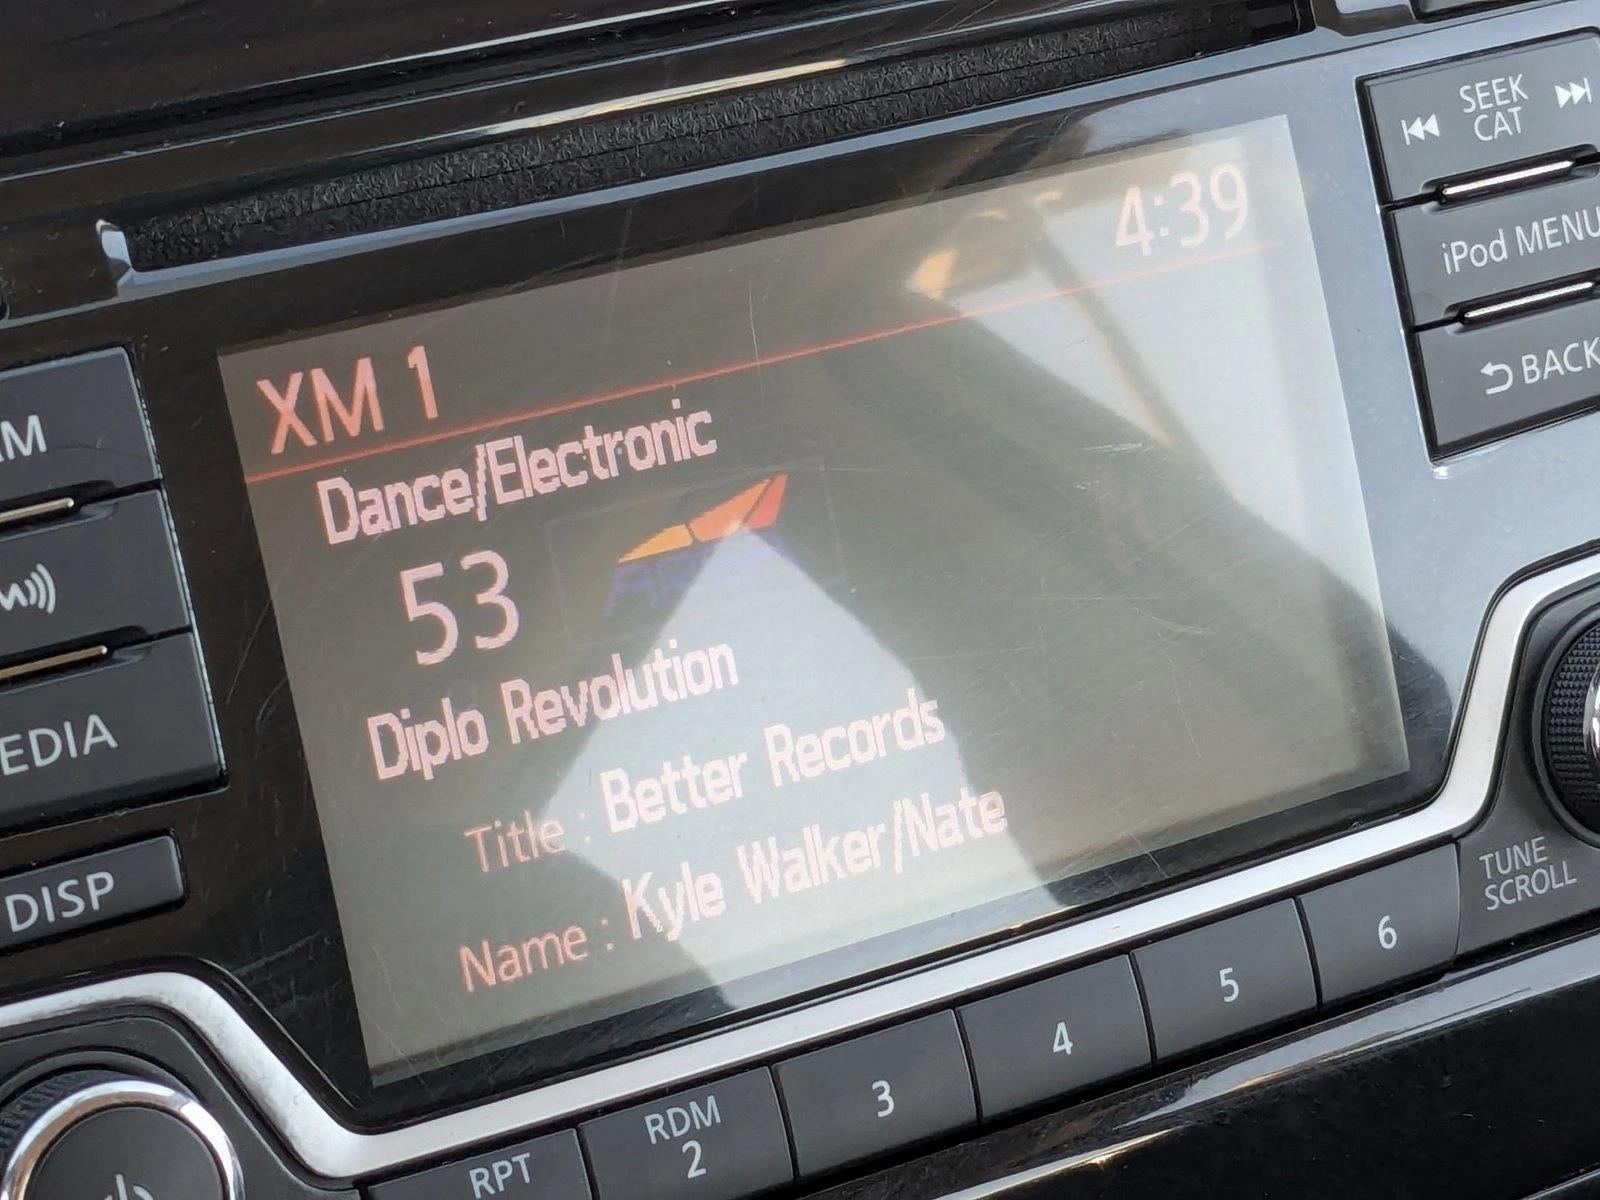 SEEK
CAT
4:39
iPod MENU
XM 1
BACK
Dance/Electronic
53
Diplo Revolution
Title : Better Records
Name : Kyle Walker/Nate
DISP
TUNE
SCROLL
6
5
4
3
RDM
2
RPT